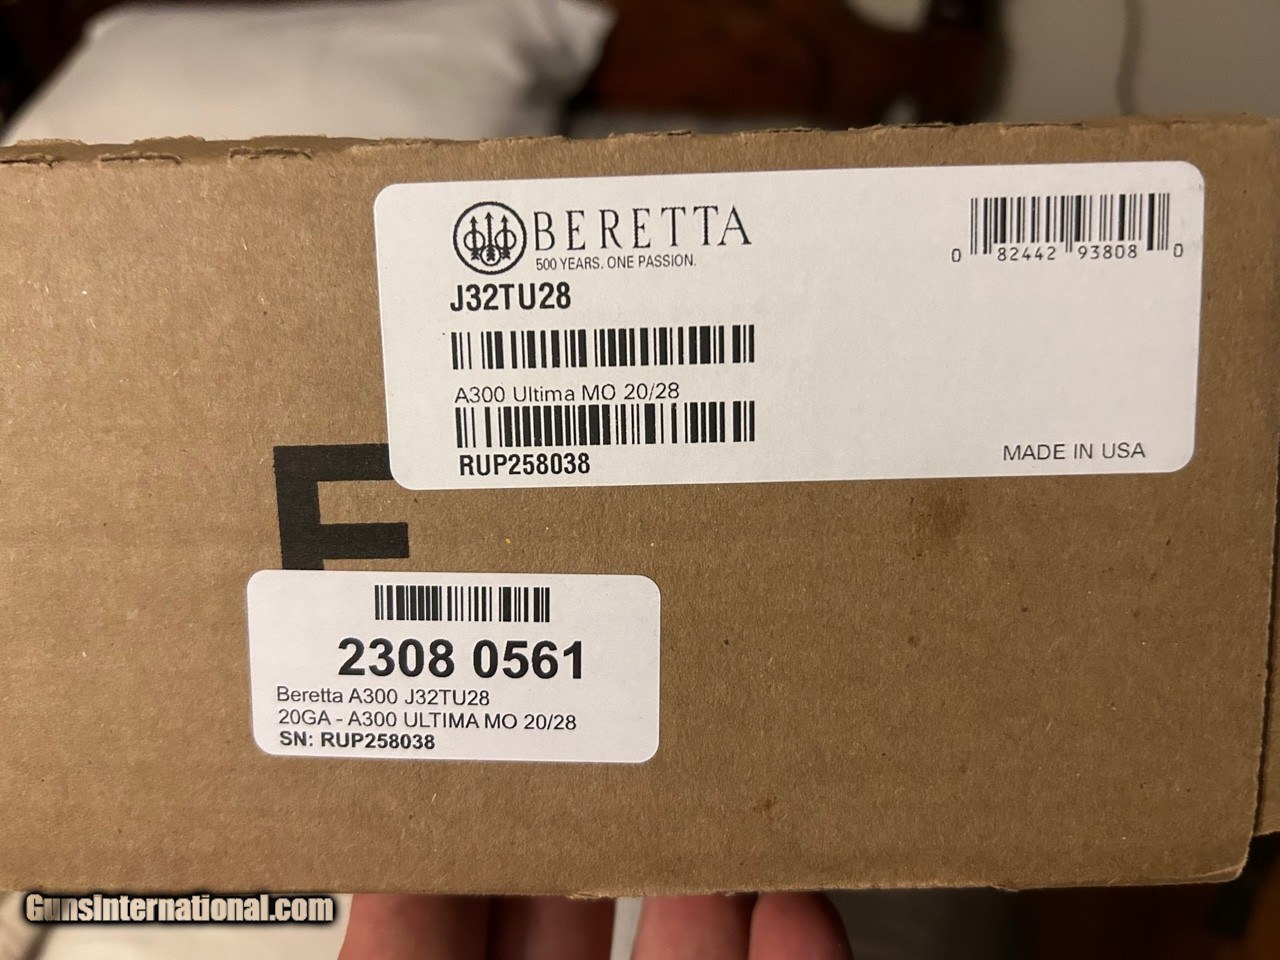 BERETTA
500 YEARS. ONE PASSION.
J32TU28
0 82442 93808 0
A300 Ultima MO 20/28
RUP258038
MADE IN USA
F
2308 0561
Beretta A300 J32TU28
20GA - A300 ULTIMA MO 20/28
SN: RUP258038
GunsInternational.com